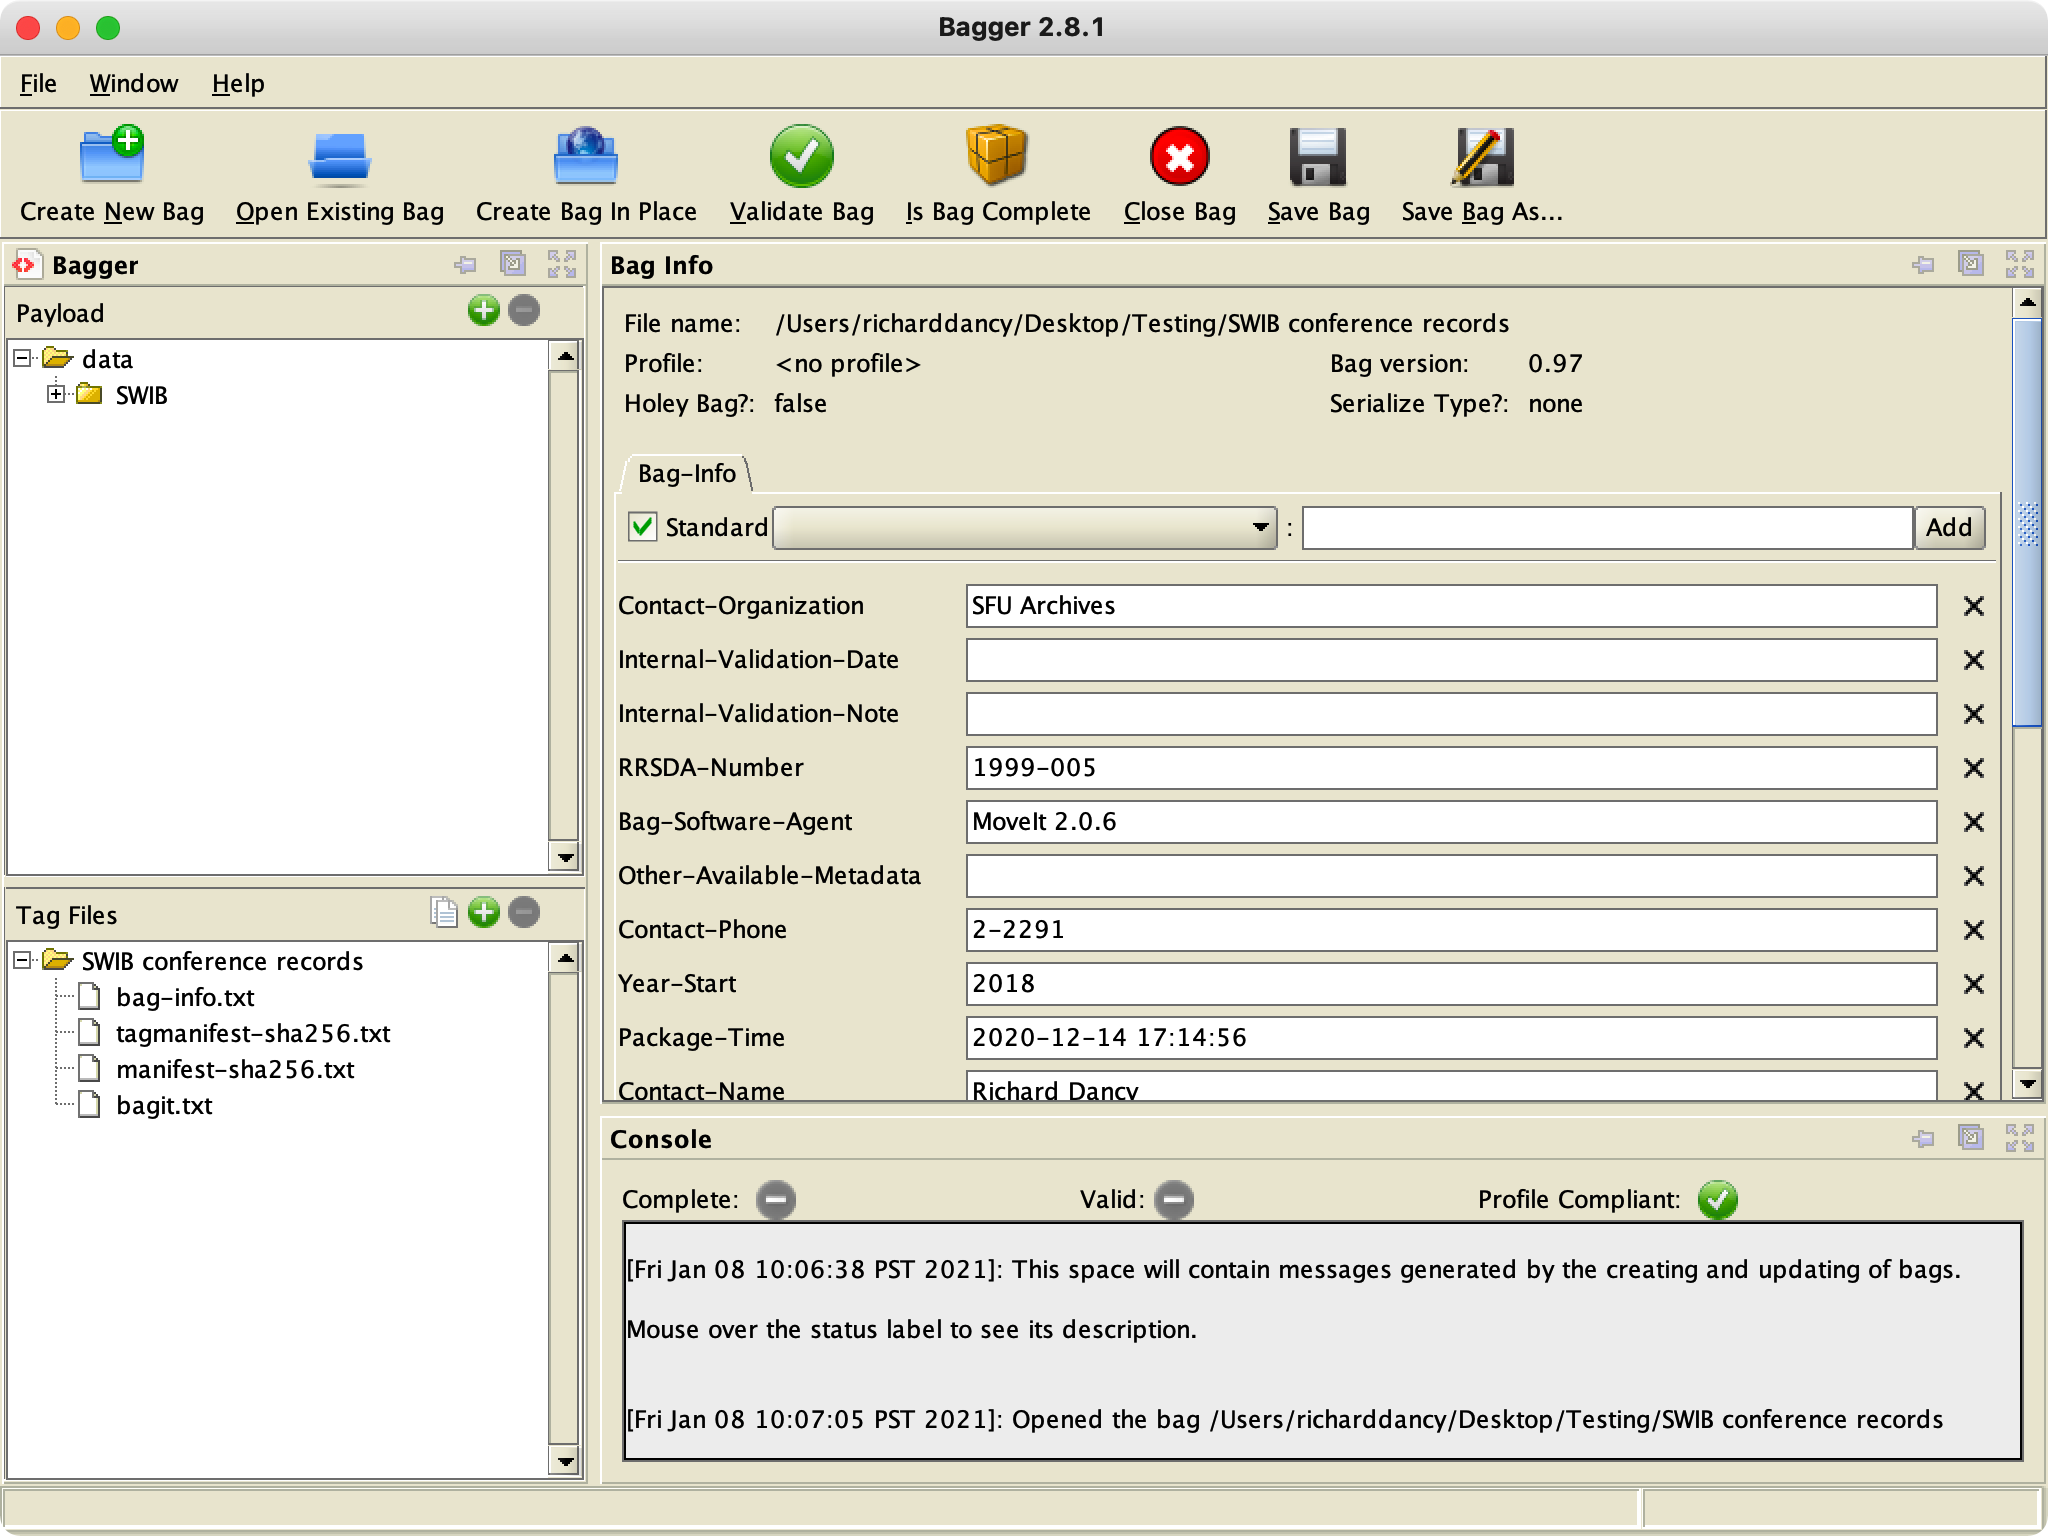 Bagger 2.8.1
File Window Help
Create New Bag Open Existing Bag Create Bag In Place Validate Bag Is Bag Complete Close Bag Save Bag Save Bag As...
Bagger
Payload
data
SWIB
Tag Files
SWIB conference records
bag-info.txt
tagmanifest-sha256.txt
manifest-sha256.txt
bagit.txt
Bag Info
File name: /Users/richarddancy/Desktop/Testing/SWIB conference records
Profile: <no profile> Bag version: 0.97
Holey Bag?: false Serialize Type?: none
Bag-Info
Standard : Add
Contact-Organization SFU Archives
Internal-Validation-Date
Internal-Validation-Note
RRSDA-Number 1999-005
Bag-Software-Agent MoveIt 2.0.6
Other-Available-Metadata
Contact-Phone 2-2291
Year-Start 2018
Package-Time 2020-12-14 17:14:56
Contact-Name Richard Dancy
Console
Complete: Valid: Profile Compliant:
[Fri Jan 08 10:06:38 PST 2021]: This space will contain messages generated by the creating and updating of bags.
Mouse over the status label to see its description.
[Fri Jan 08 10:07:05 PST 2021]: Opened the bag /Users/richarddancy/Desktop/Testing/SWIB conference records